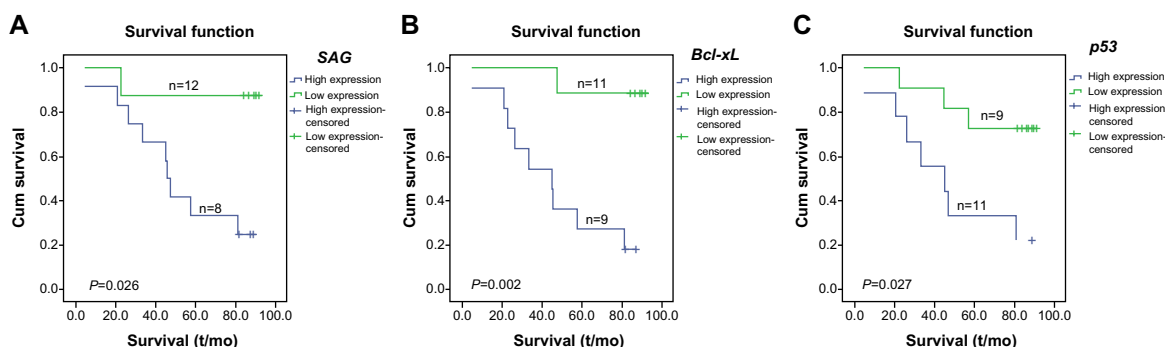 A
Survival function
SAG
High expression
Low expression
High expression-
censored
Low expression-
censored
1.0
0.8
0.6
0.4
0.2
0.0
Cum survival
n=12
n=8
P=0.026
0.0 20.0 40.0 60.0 80.0 100.0
Survival (t/mo)
B
Survival function
Bcl-xL
High expression
Low expression
High expression-
censored
Low expression-
censored
1.0
0.8
0.6
0.4
0.2
0.0
Cum survival
n=11
n=9
P=0.002
0.0 20.0 40.0 60.0 80.0 100.0
Survival (t/mo)
C
Survival function
p53
High expression
Low expression
High expression-
censored
Low expression-
censored
1.0
0.8
0.6
0.4
0.2
0.0
Cum survival
n=9
n=11
P=0.027
0.0 20.0 40.0 60.0 80.0 100.0
Survival (t/mo)